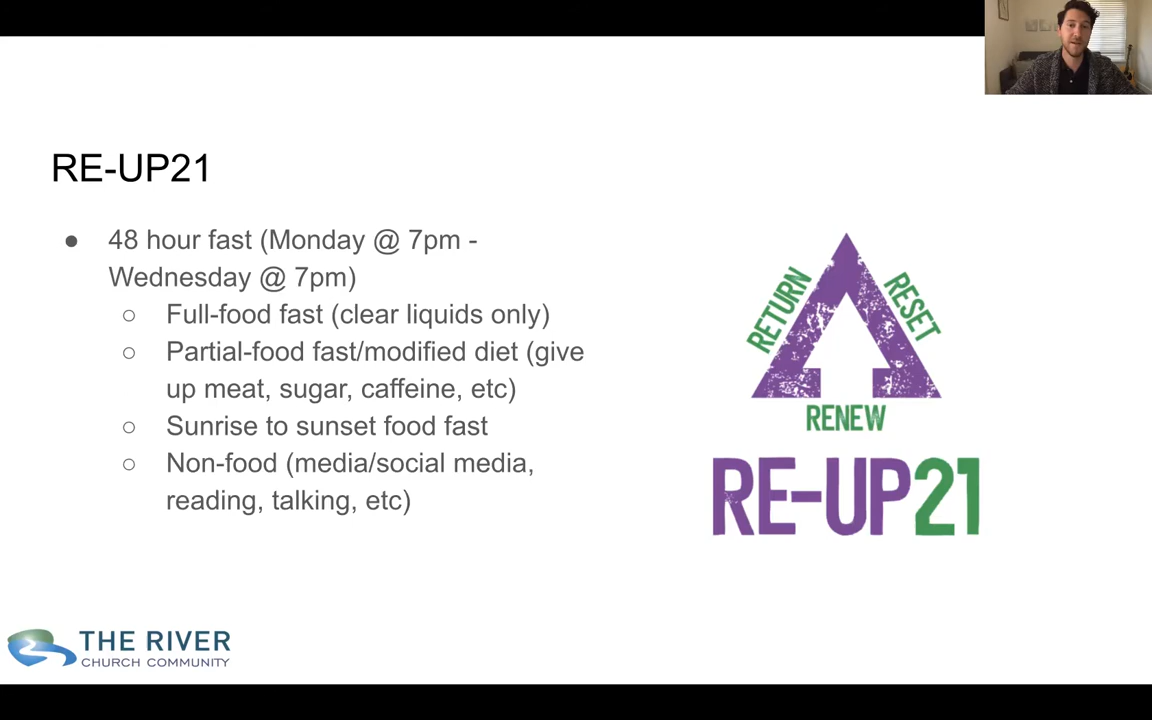 RE-UP21
● 48 hour fast (Monday @ 7pm -
Wednesday @ 7pm)
○ Full-food fast (clear liquids only)
○ Partial-food fast/modified diet (give
up meat, sugar, caffeine, etc)
○ Sunrise to sunset food fast
○ Non-food (media/social media,
reading, talking, etc)
RETURN
RESET
RENEW
RE-UP21
THE RIVER
CHURCH COMMUNITY